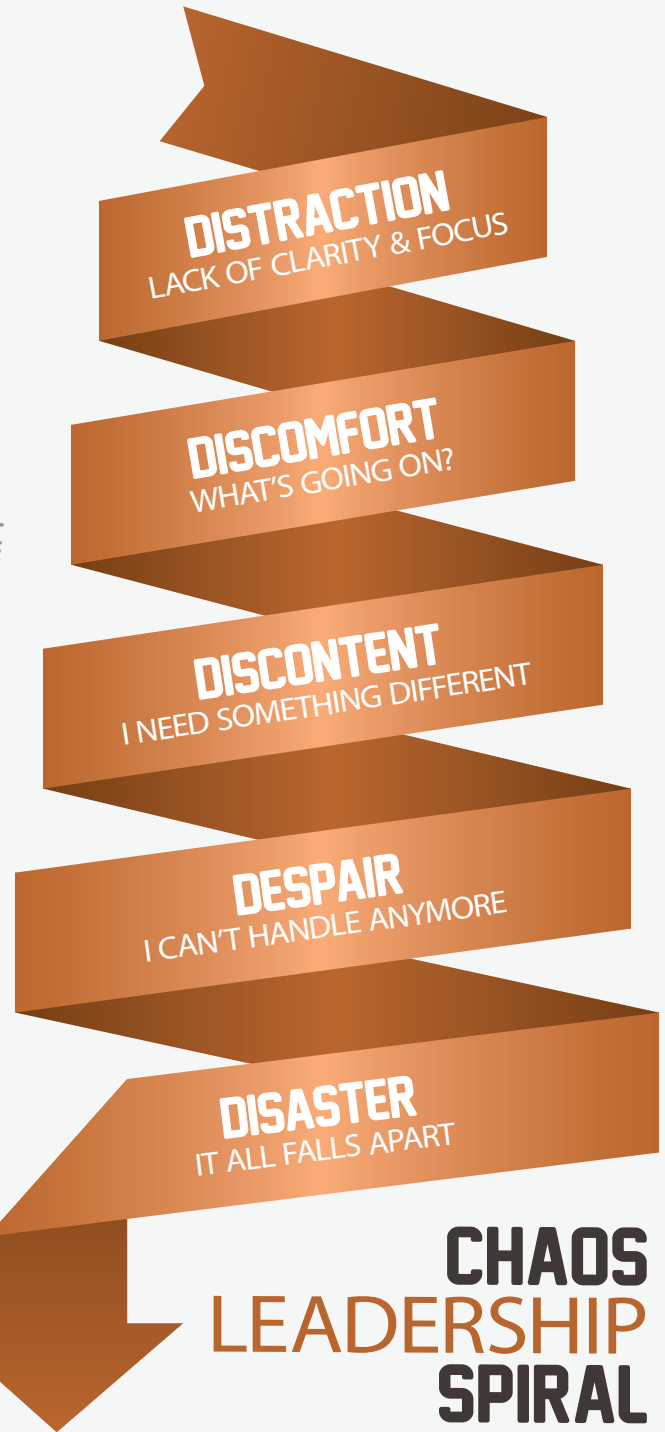 DISTRACTION
LACK OF CLARITY & FOCUS
DISCOMFORT
WHAT'S GOING ON?
DISCONTENT
I NEED SOMETHING DIFFERENT
DESPAIR
I CAN'T HANDLE ANYMORE
DISASTER
IT ALL FALLS APART
CHAOS
LEADERSHIP
SPIRAL